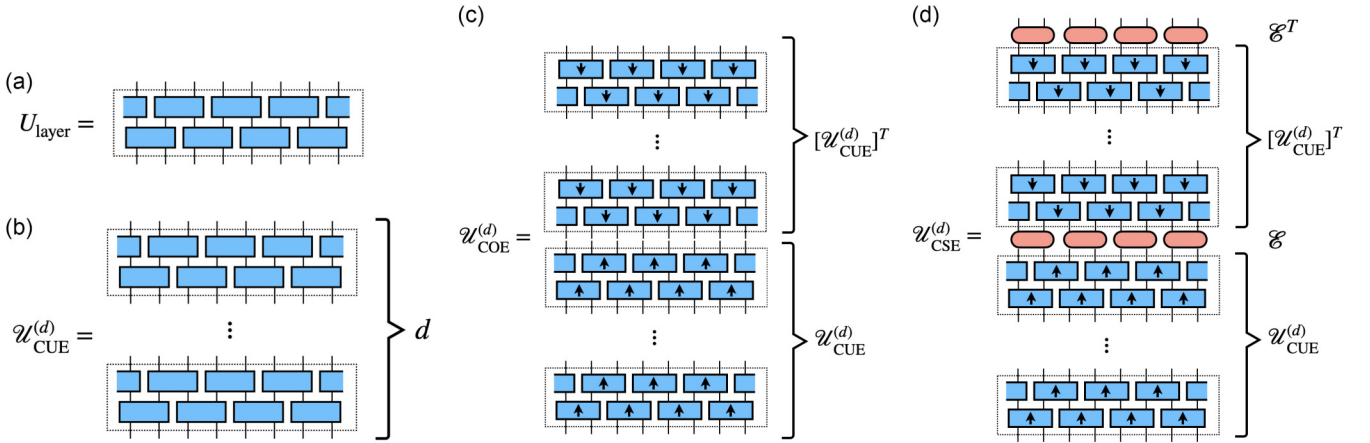 (a)
U_layer =
(b)
𝒰_CUE^(d) =
⋮
d
(c)
𝒰_COE^(d) =
⋮
[𝒰_CUE^(d)]^T
⋮
𝒰_CUE^(d)
(d)
𝒰_CSE^(d) =
ℰ^T
⋮
[𝒰_CUE^(d)]^T
ℰ
⋮
𝒰_CUE^(d)